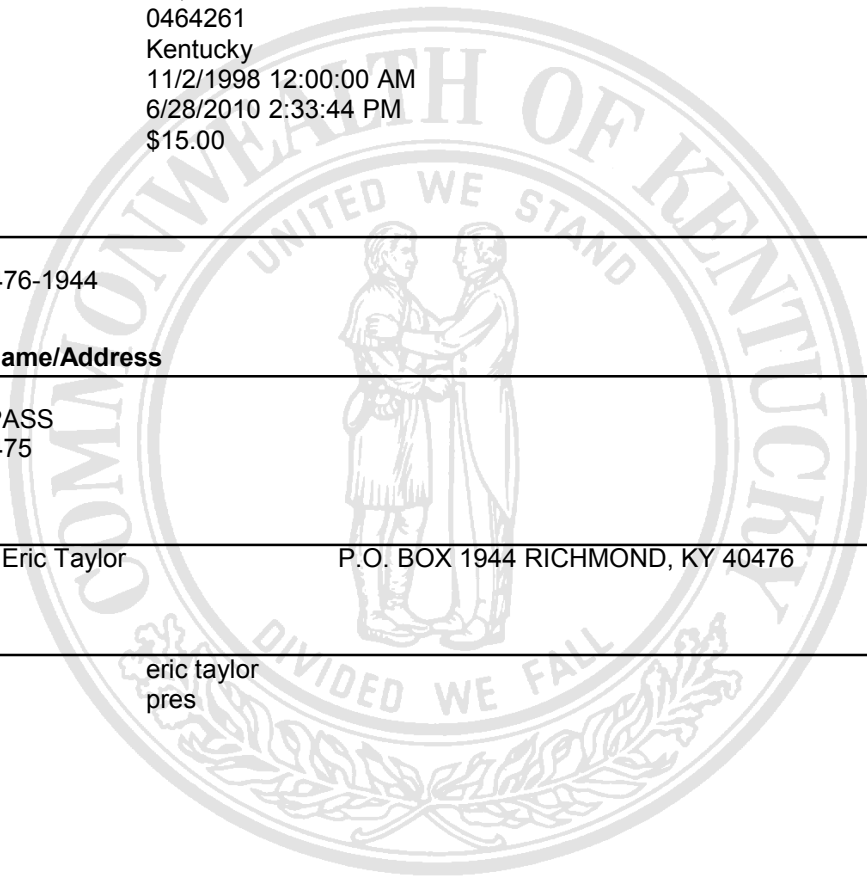 0464261
Kentucky
11/2/1998 12:00:00 AM
6/28/2010 2:33:44 PM
$15.00
COMMONWEALTH OF KENTUCKY
UNITED WE STAND
476-1944
ame/Address
PASS
475
Eric Taylor P.O. BOX 1944 RICHMOND, KY 40476
DIVIDED WE FALL
eric taylor
pres